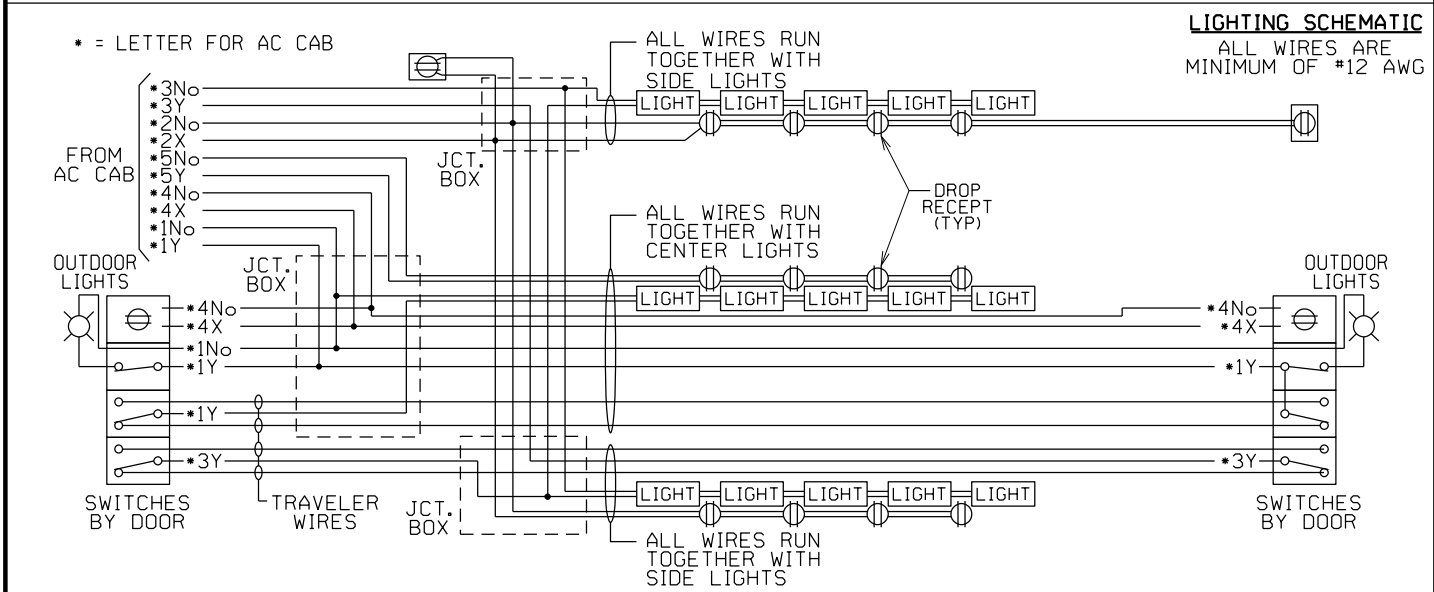 LIGHTING SCHEMATIC
ALL WIRES ARE
MINIMUM OF #12 AWG
* = LETTER FOR AC CAB
ALL WIRES RUN
TOGETHER WITH
SIDE LIGHTS
*3No
*3Y
*2No
*2X
*5No
*5Y
*4No
*4X
*1No
*1Y
FROM
AC CAB
JCT.
BOX
LIGHT LIGHT LIGHT LIGHT LIGHT
DROP
RECEPT
(TYP)
ALL WIRES RUN
TOGETHER WITH
CENTER LIGHTS
OUTDOOR
LIGHTS
JCT.
BOX
LIGHT LIGHT LIGHT LIGHT LIGHT
OUTDOOR
LIGHTS
*4No
*4X
*1No
*1Y
*1Y
*3Y
*4No
*4X
*1Y
*3Y
SWITCHES
BY DOOR
TRAVELER
WIRES
JCT.
BOX
LIGHT LIGHT LIGHT LIGHT LIGHT
SWITCHES
BY DOOR
ALL WIRES RUN
TOGETHER WITH
SIDE LIGHTS